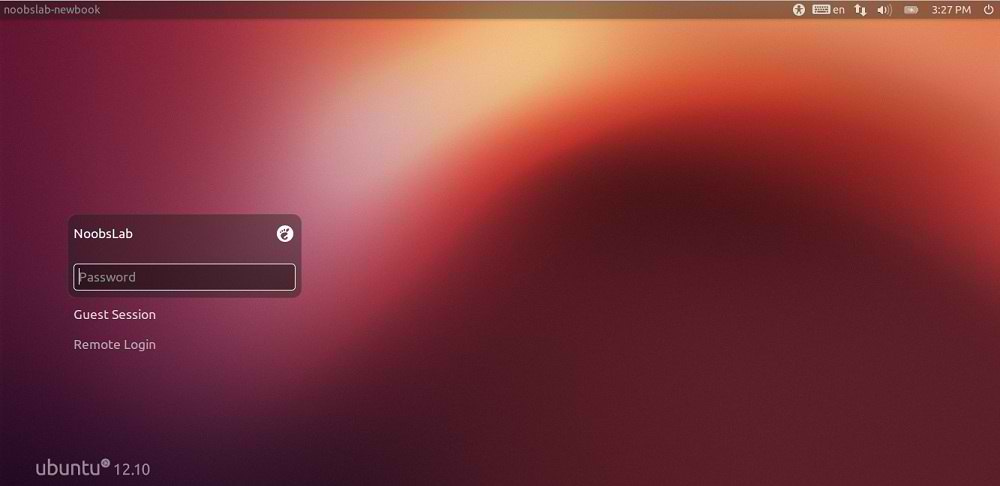 noobslab-newbook en 3:27 PM
NoobsLab
Password
Guest Session
Remote Login
ubuntu 12.10